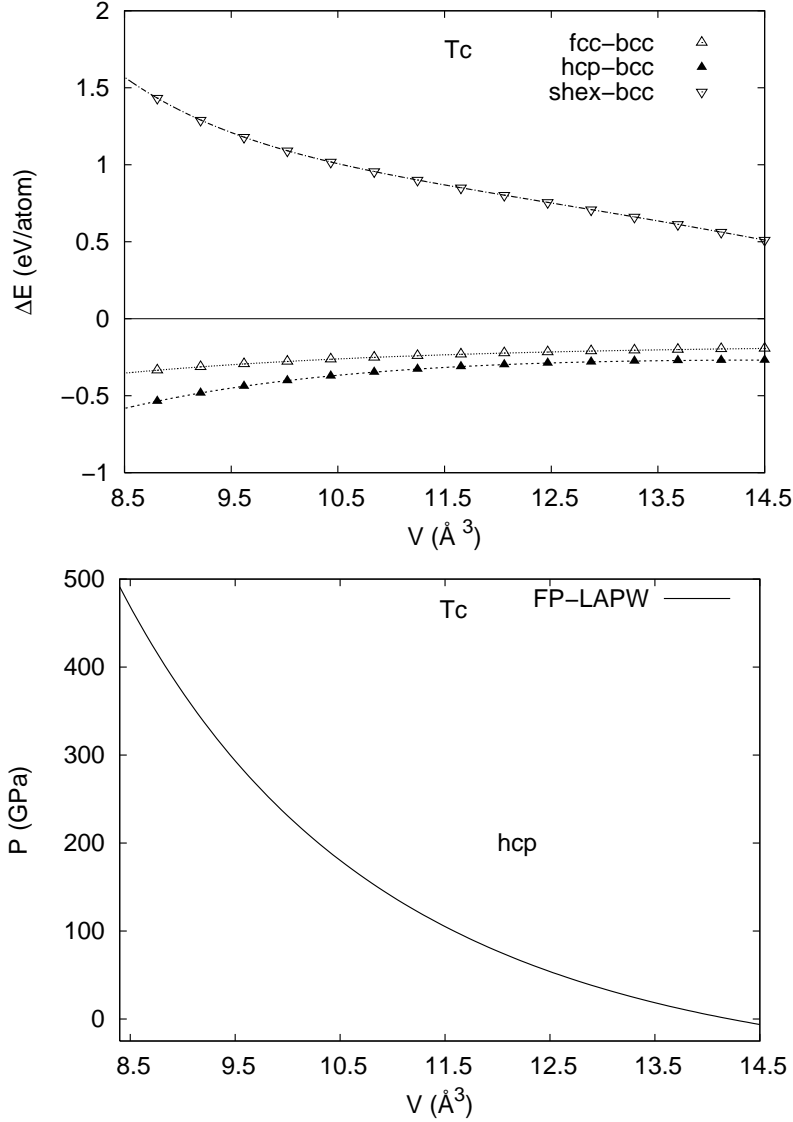 2
1.5
1
0.5
0
−0.5
−1
ΔE (eV/atom)
Tc
fcc−bcc
hcp−bcc
shex−bcc
8.5 9.5 10.5 11.5 12.5 13.5 14.5
V (Å ³)
500
400
300
200
100
0
P (GPa)
Tc
FP−LAPW
hcp
8.5 9.5 10.5 11.5 12.5 13.5 14.5
V (Å³)